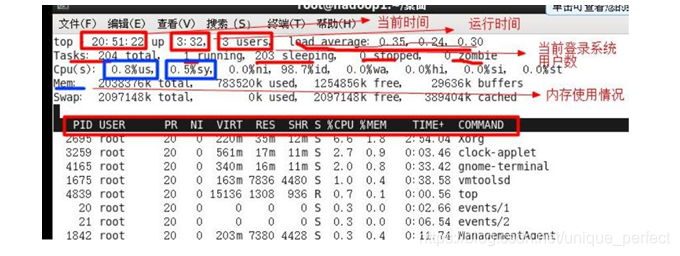 root@hadoop1:~/桌面
文件(F) 编辑(E) 查看(V) 搜索 (S) 终端(T) 帮助(H)
当前时间
运行时间
top 20:51:22 up 3:32, 3 users, load average: 0.35, 0.24, 0.30
Tasks: 204 total, 1 running, 203 sleeping, 0 stopped, 0 zombie
当前登录系统
用户数
Cpu(s): 0.8%us, 0.5%sy, 0.0%ni, 98.7%id, 0.0%wa, 0.0%hi, 0.0%si, 0.0%st
Mem: 2038376k total, 783520k used, 1254856k free, 29636k buffers
Swap: 2097148k total, 0k used, 2097148k free, 389404k cached
内存使用情况
PID USER PR NI VIRT RES SHR S %CPU %MEM TIME+ COMMAND
2695 root 20 0 220m 35m 12m S 6.6 1.8 2:54.04 Xorg
3259 root 20 0 561m 17m 11m S 2.7 0.9 0:03.46 clock-applet
4165 root 20 0 340m 16m 11m S 2.0 0.8 0:33.42 gnome-terminal
1675 root 20 0 163m 7836 4480 S 1.0 0.4 0:38.58 vmtoolsd
4839 root 20 0 15136 1308 936 R 0.7 0.1 0:00.56 top
20 root 20 0 0 0 0 S 0.3 0.0 0:02.66 events/1
21 root 20 0 0 0 0 S 0.3 0.0 0:06.54 events/2
1842 root 20 0 203m 7380 4428 S 0.3 0.4 0:11.74 ManagementAgent
https://blog.csdn.net/unique_perfect